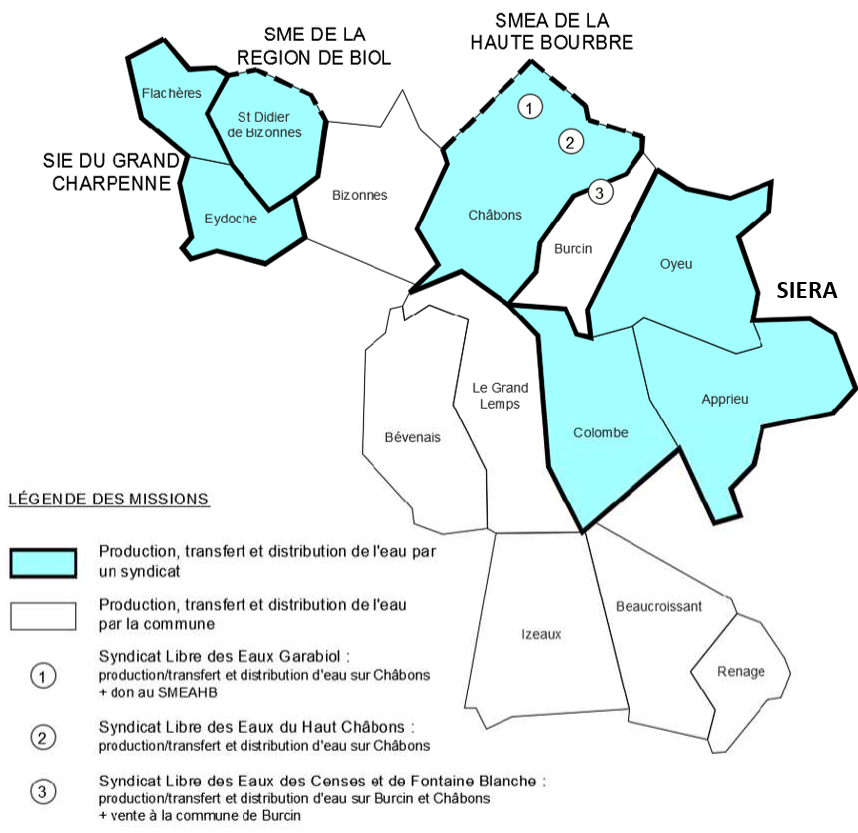 SME DE LA
REGION DE BIOL
SMEA DE LA
HAUTE BOURBRE
Flachères
St Didier
de Bizonnes
SIE DU GRAND
CHARPENNE
Eydoche
Bizonnes
1
2
3
Châbons
Burcin
Oyeu
SIERA
Le Grand
Lemps
Apprieu
Colombe
Bévenais
Izeaux
Beaucroissant
Renage
LÉGENDE DES MISSIONS
Production, transfert et distribution de l'eau par
un syndicat
Production, transfert et distribution de l'eau
par la commune
1
Syndicat Libre des Eaux Garabiol :
production/transfert et distribution d'eau sur Châbons
+ don au SMEAHB
2
Syndicat Libre des Eaux du Haut Châbons :
production/transfert et distribution d'eau sur Châbons
3
Syndicat Libre des Eaux des Censes et de Fontaine Blanche :
production/transfert et distribution d'eau sur Burcin et Châbons
+ vente à la commune de Burcin